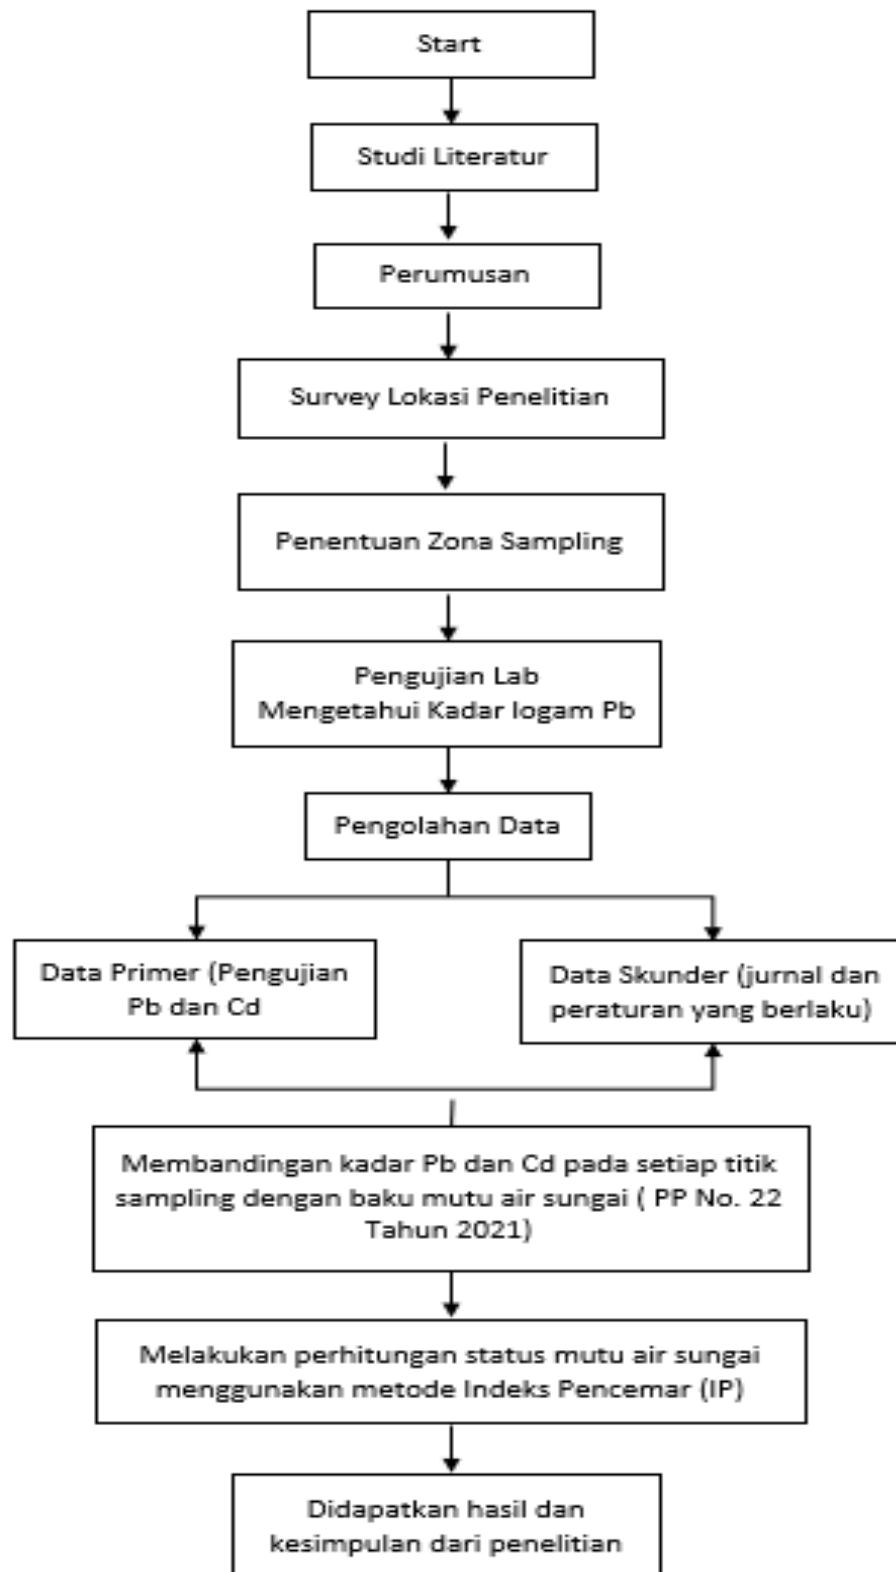 Start
Studi Literatur
Perumusan
Survey Lokasi Penelitian
Penentuan Zona Sampling
Pengujian Lab
Mengetahui Kadar logam Pb
Pengolahan Data
Data Primer (Pengujian
Pb dan Cd
Data Skunder (jurnal dan
peraturan yang berlaku)
Membandingan kadar Pb dan Cd pada setiap titik
sampling dengan baku mutu air sungai ( PP No. 22
Tahun 2021)
Melakukan perhitungan status mutu air sungai
menggunakan metode Indeks Pencemar (IP)
Didapatkan hasil dan
kesimpulan dari penelitian